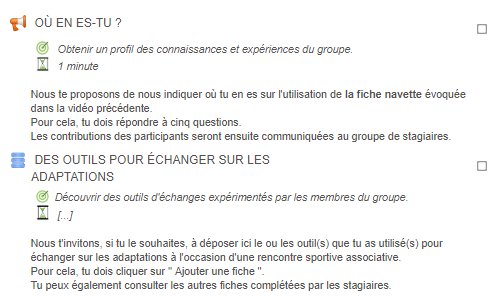 OÙ EN ES-TU ?
Obtenir un profil des connaissances et expériences du groupe.
1 minute
Nous te proposons de nous indiquer où tu en es sur l'utilisation de la fiche navette évoquée
dans la vidéo précédente.
Pour cela, tu dois répondre à cinq questions.
Les contributions des participants seront ensuite communiquées au groupe de stagiaires.
DES OUTILS POUR ÉCHANGER SUR LES
ADAPTATIONS
Découvrir des outils d'échanges expérimentés par les membres du groupe.
[...]
Nous t'invitons, si tu le souhaites, à déposer ici le ou les outil(s) que tu as utilisé(s) pour
échanger sur les adaptations à l'occasion d'une rencontre sportive associative.
Pour cela, tu dois cliquer sur " Ajouter une fiche ".
Tu peux également consulter les autres fiches complétées par les stagiaires.